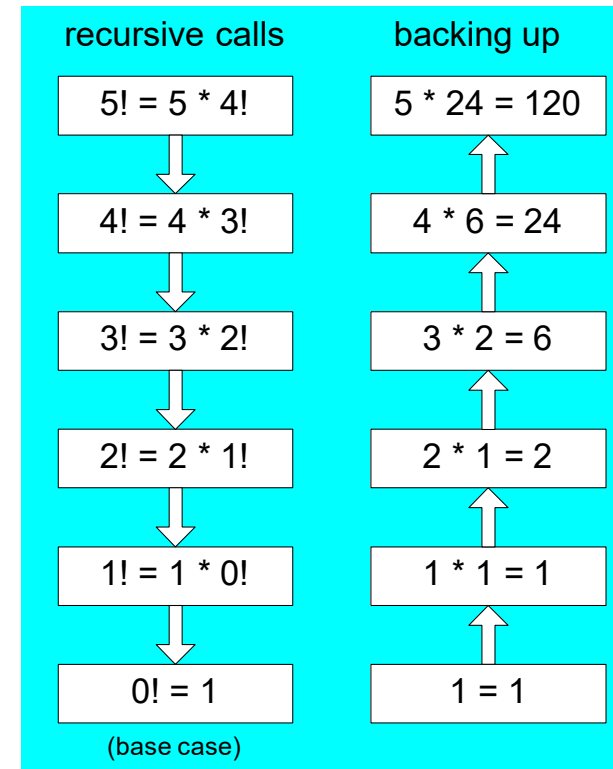 recursive calls
5! = 5 * 4!
4! = 4 * 3!
3! = 3 * 2!
2! = 2 * 1!
1! = 1 * 0!
0! = 1
(base case)
backing up
5 * 24 = 120
4 * 6 = 24
3 * 2 = 6
2 * 1 = 2
1 * 1 = 1
1 = 1